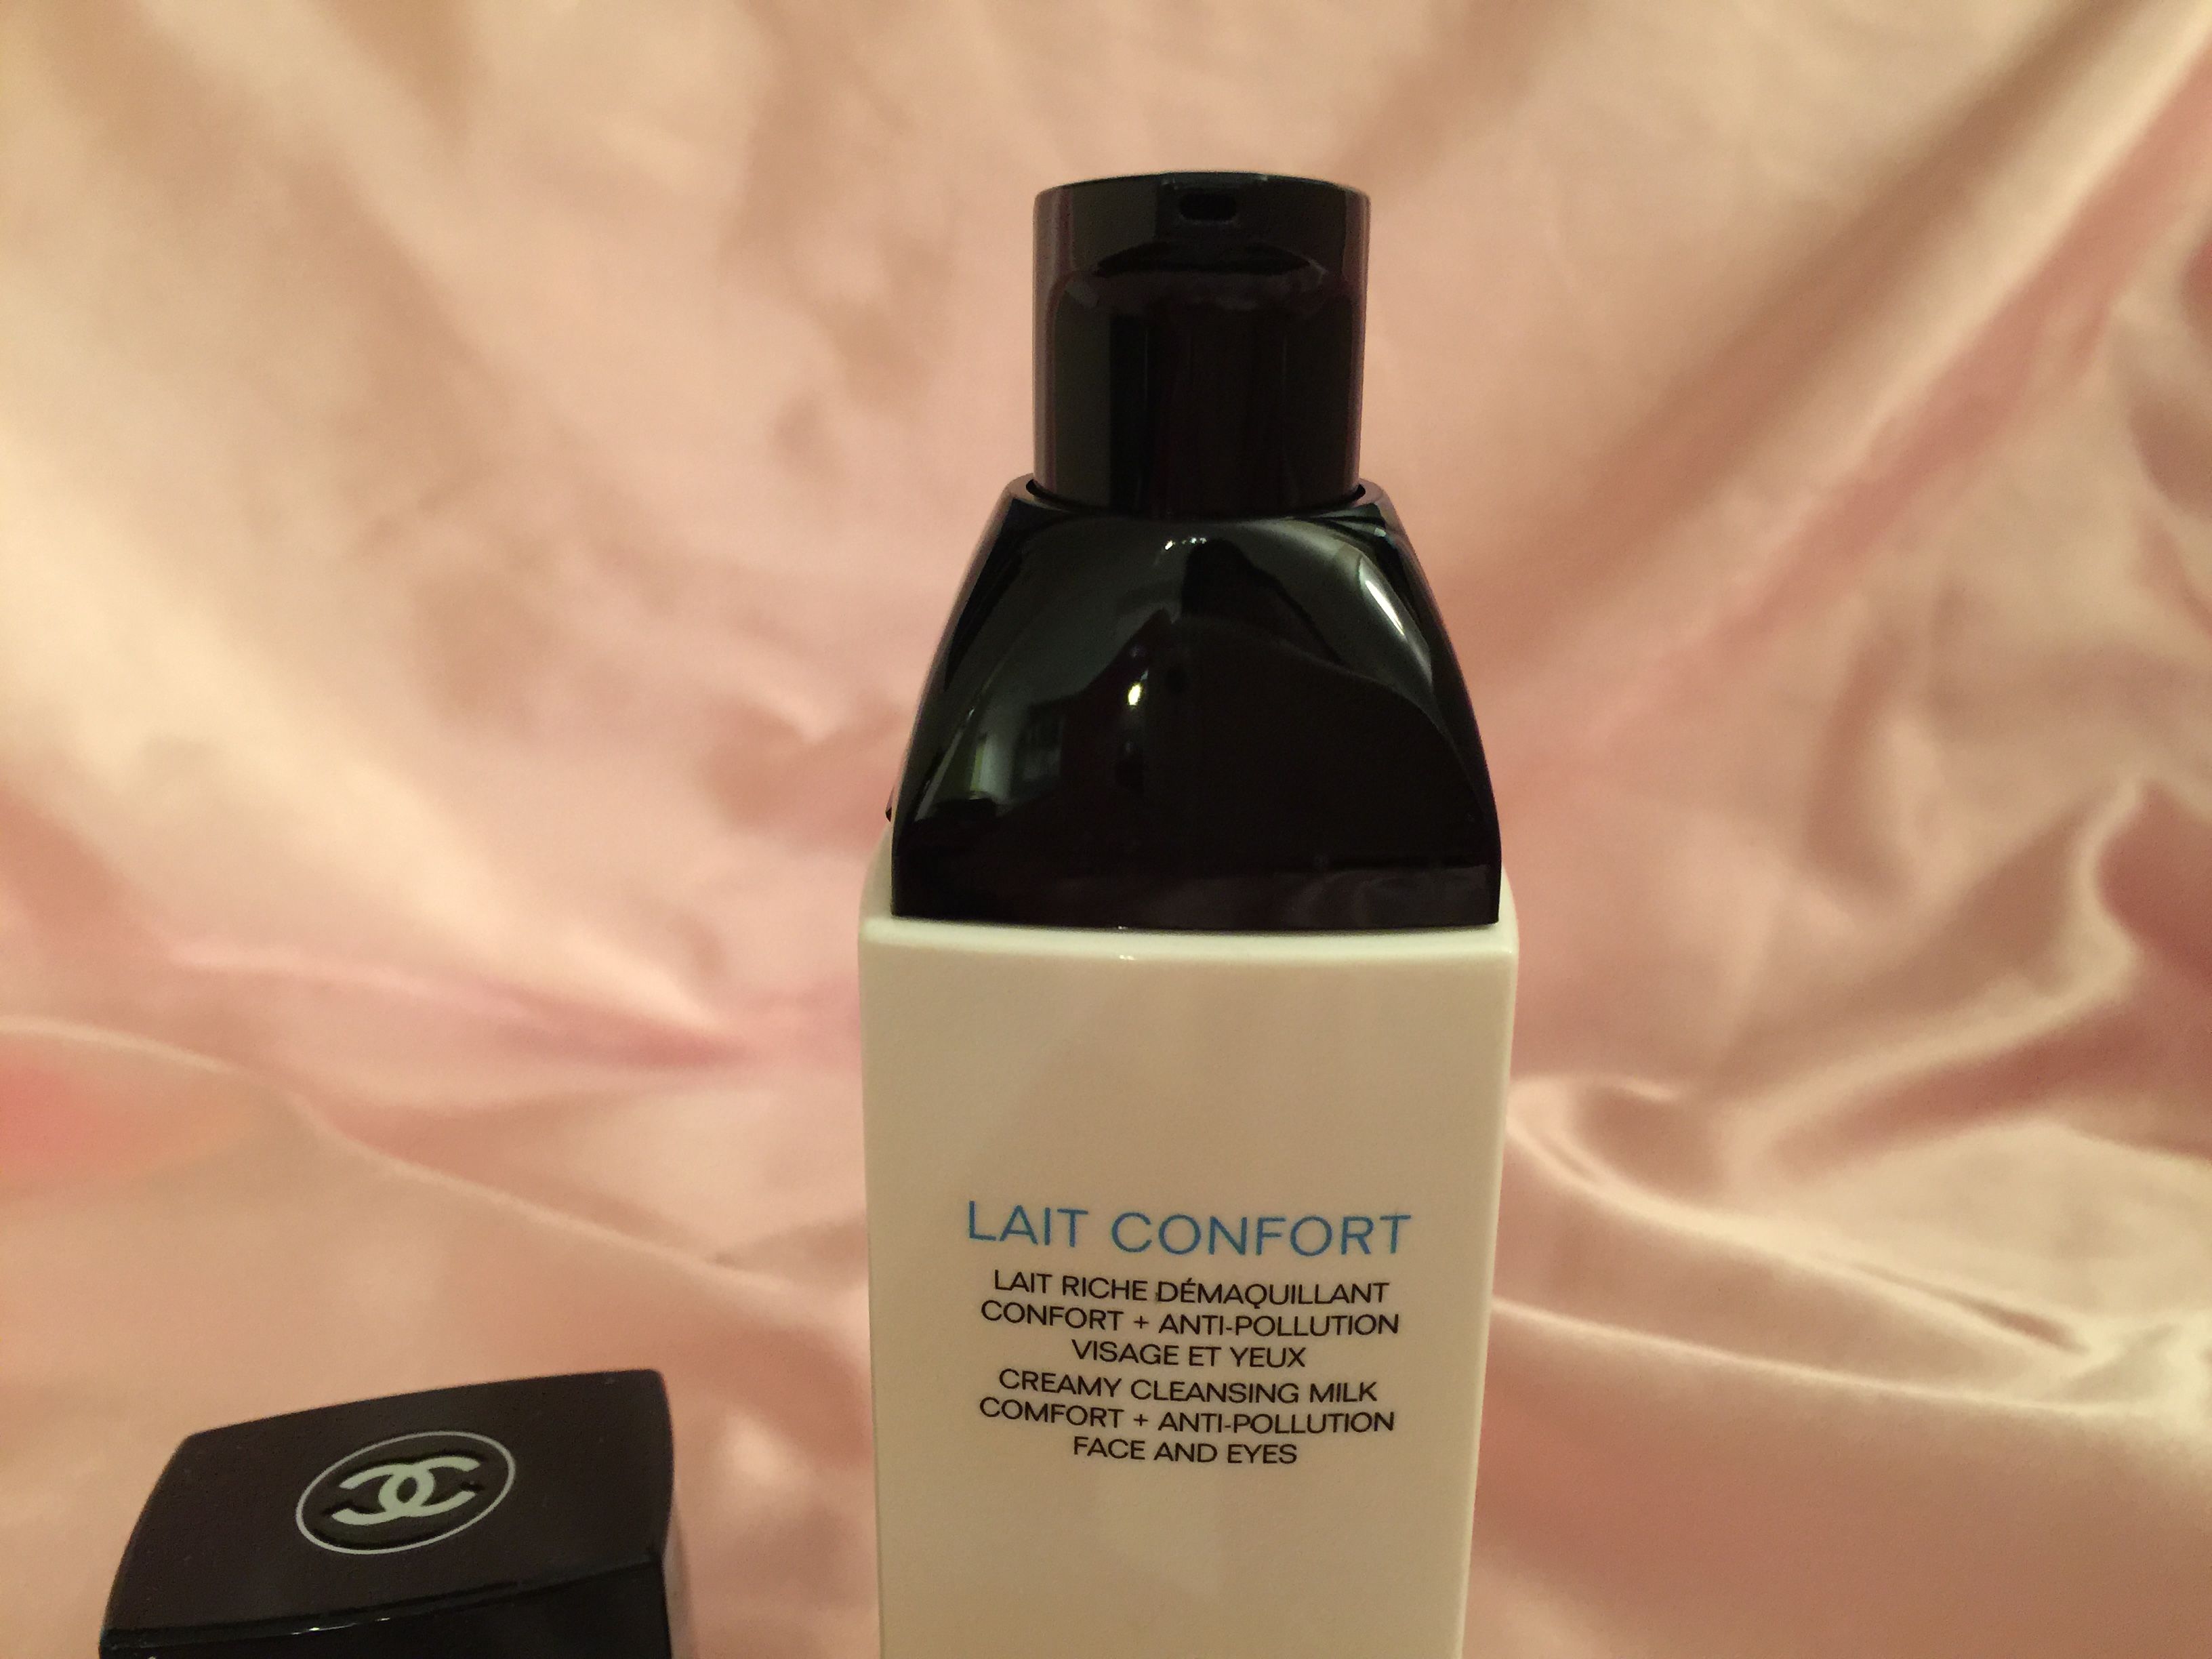 LAIT CONFORT
LAIT RICHE DÉMAQUILLANT
CONFORT + ANTI-POLLUTION
VISAGE ET YEUX
CREAMY CLEANSING MILK
COMFORT + ANTI-POLLUTION
FACE AND EYES